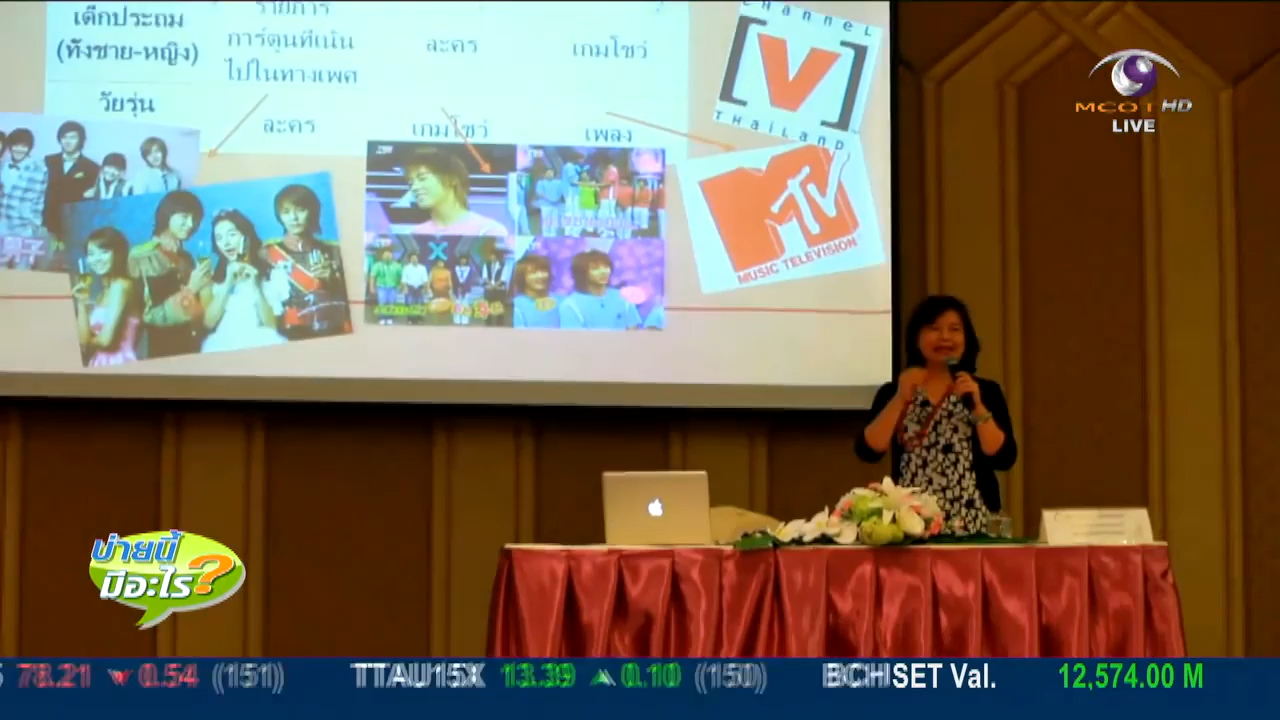 รายการ
เด็กประถม
(ทั้งชาย-หญิง)
การ์ตูนที่เน้น
ไปในทางเพศ
ละคร
เกมโชว์
วัยรุ่น
ละคร
เกมโชว์
เพลง
CHANNEL
[V]
THAILAND
MTV
MUSIC TELEVISION
9
MCOT HD
LIVE
บ่ายนี้
มีอะไร?
78.21 0.54 (151) TTAU15X 13.39 0.10 (150) BCH SET Val. 12,574.00 M